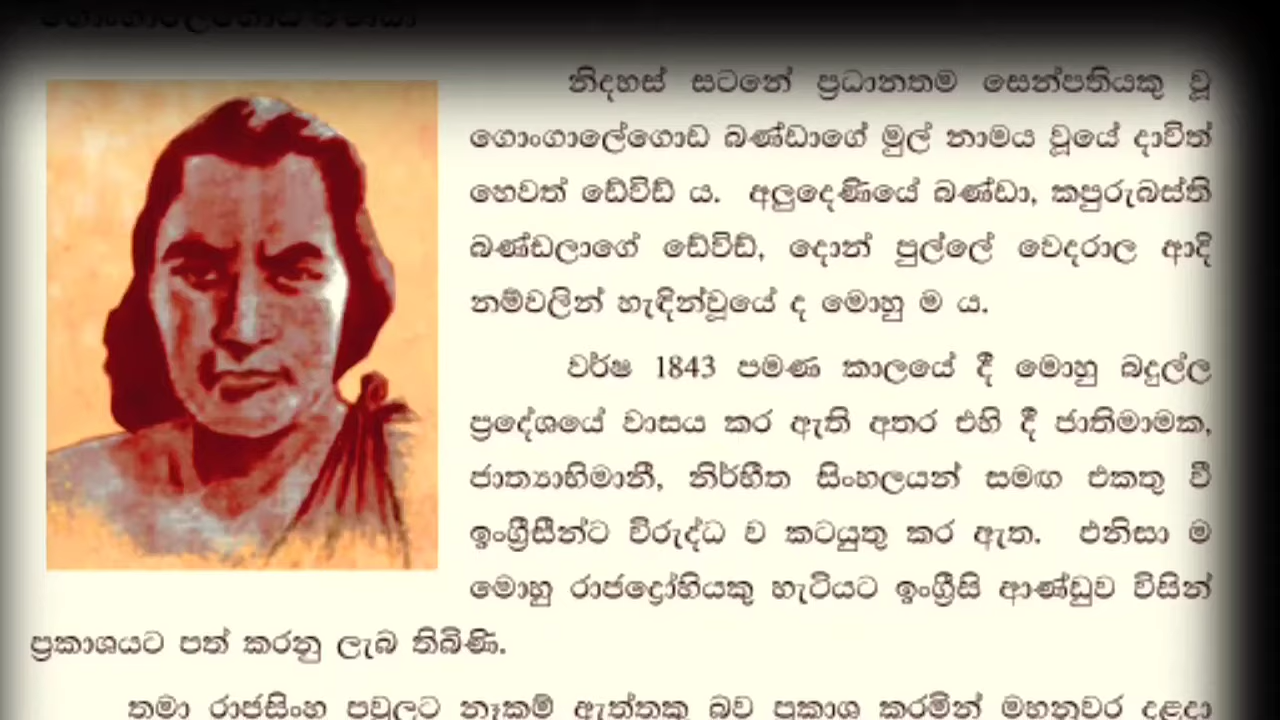 ගොංගාලේගොඩ බණ්ඩා
නිදහස් සටනේ ප්‍රධානතම සෙන්පතියකු වූ
ගොංගාලේගොඩ බණ්ඩාගේ මුල් නාමය වූයේ දාවිත්
හෙවත් ඩේවිඩ් ය. අලුදෙණියේ බණ්ඩා, කපුරුබස්ති
බණ්ඩලාගේ ඩේවිඩ්, දොන් පුල්ලේ වෙදරාල ආදි
නම්වලින් හැඳින්වූයේ ද මොහු ම ය.
වර්ෂ 1843 පමණ කාලයේ දී මොහු බදුල්ල
ප්‍රදේශයේ වාසය කර ඇති අතර එහි දී ජාතිමාමක,
ජාත්‍යාභිමානී, නිර්භීත සිංහලයන් සමඟ එකතු වී
ඉංග්‍රීසීන්ට විරුද්ධ ව කටයුතු කර ඇත. එනිසා ම
මොහු රාජද්‍රෝහියකු හැටියට ඉංග්‍රීසි ආණ්ඩුව විසින්
ප්‍රකාශයට පත් කරනු ලැබ තිබිණි.
තමා රාජසිංහ පවුලට නෑකම් ඇත්තකු බව ප්‍රකාශ කරමින් මහනුවර දළදා